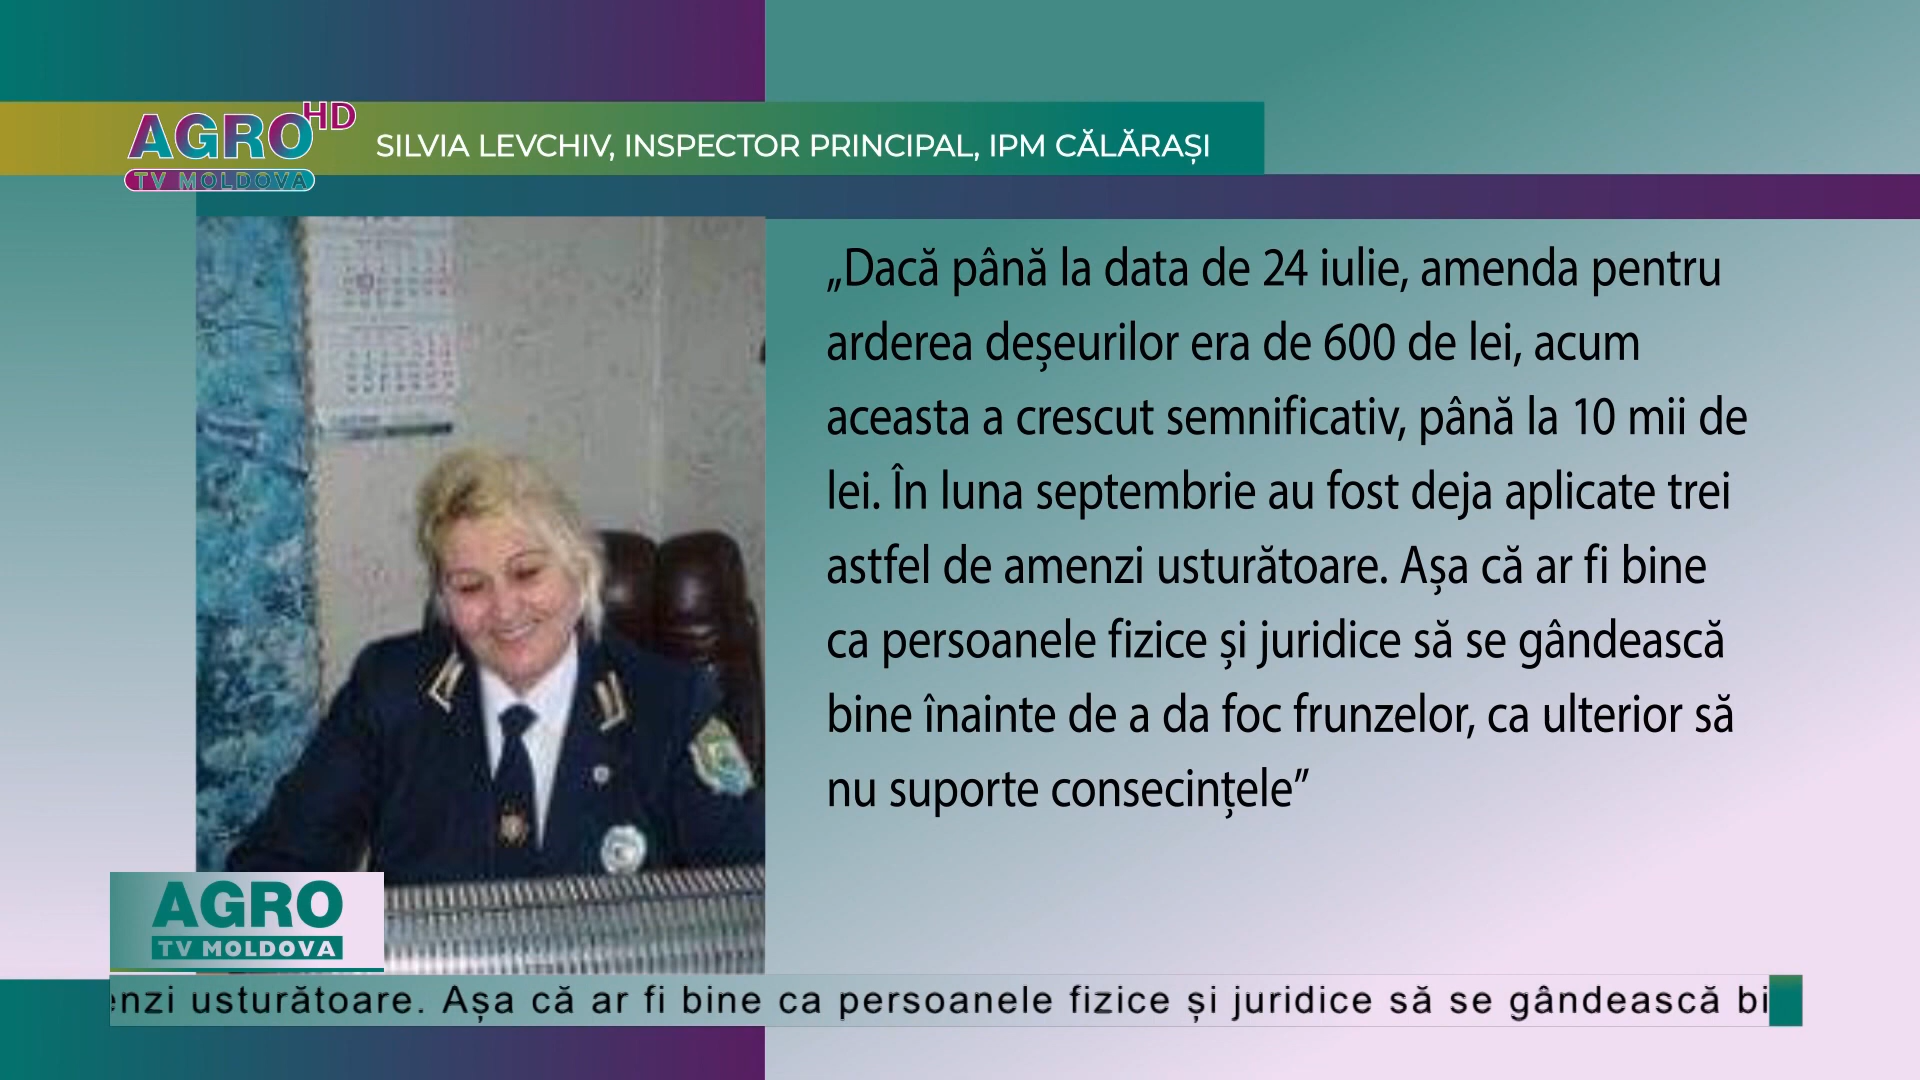 AGRO HD
TV MOLDOVA
SILVIA LEVCHIV, INSPECTOR PRINCIPAL, IPM CĂLĂRAȘI
„Dacă până la data de 24 iulie, amenda pentru
arderea deșeurilor era de 600 de lei, acum
aceasta a crescut semnificativ, până la 10 mii de
lei. În luna septembrie au fost deja aplicate trei
astfel de amenzi usturătoare. Așa că ar fi bine
ca persoanele fizice și juridice să se gândească
bine înainte de a da foc frunzelor, ca ulterior să
nu suporte consecințele”
AGRO
TV MOLDOVA
enzi usturătoare. Așa că ar fi bine ca persoanele fizice și juridice să se gândească bi